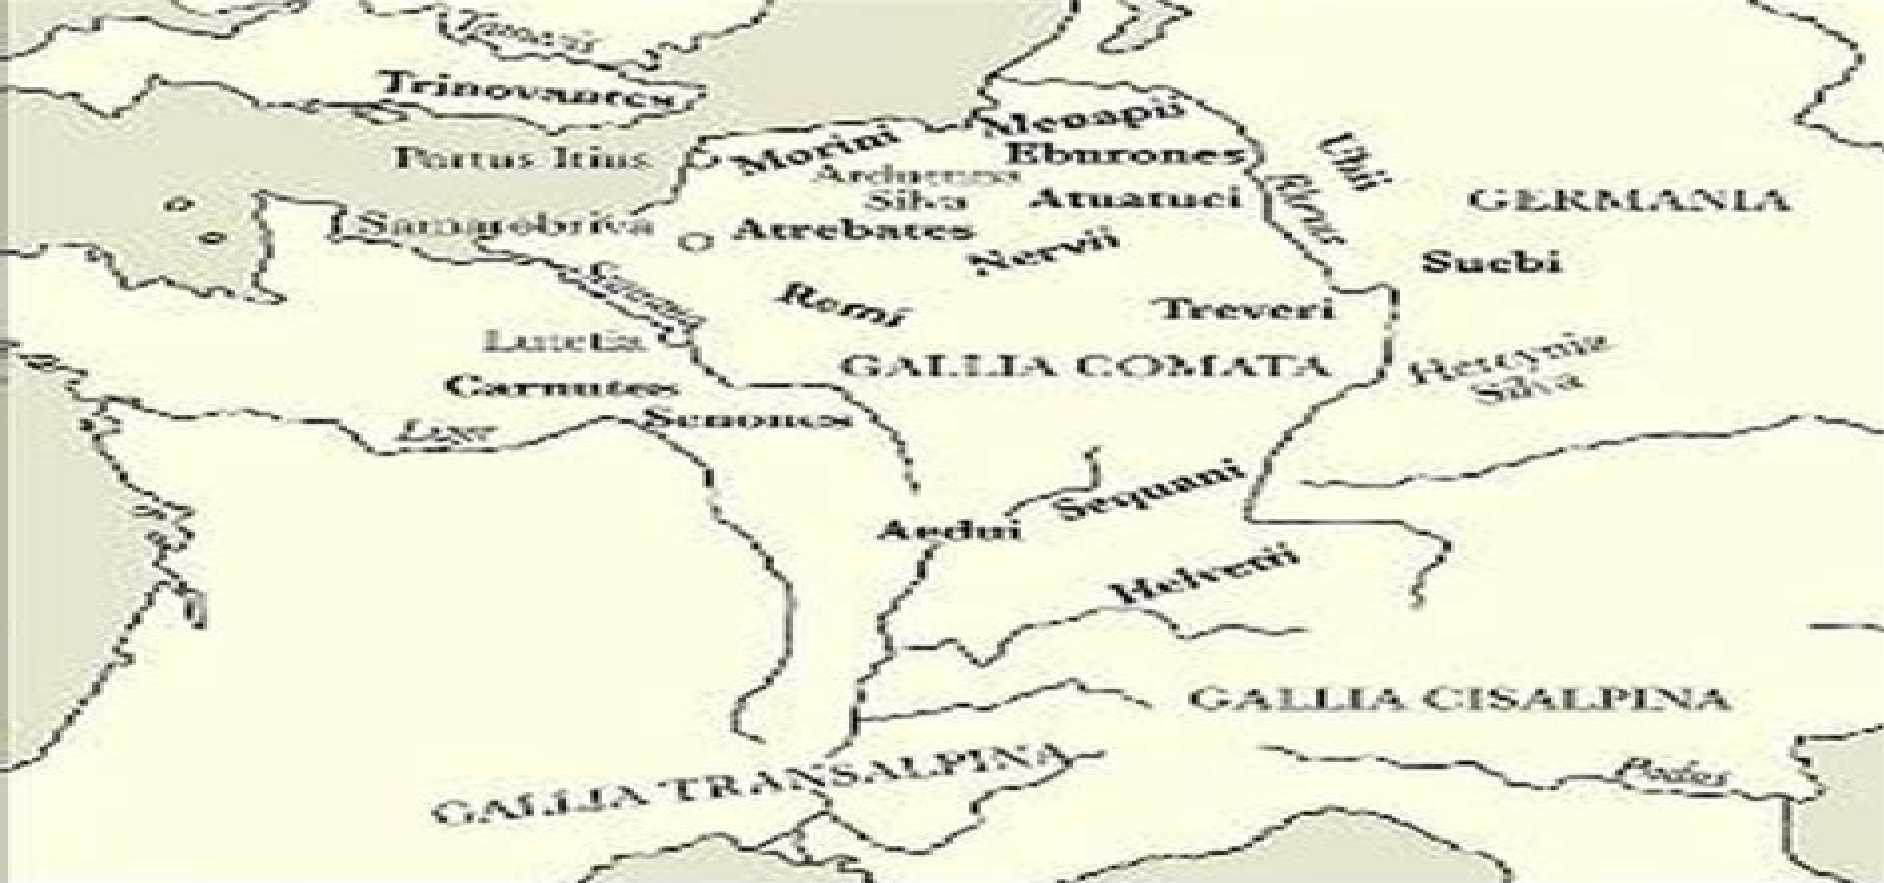 Tamesis
Trinovantes
Menapii
Morini
Portus Itius
Eburones
Ubii
Arduenna
Silva
Atuatuci
Rhenus
GERMANIA
Samarobriva
Atrebates
Nervii
Suebi
Remi
Treveri
Lutetia
GALLIA COMATA
Hercynia
Silva
Carnutes
Senones
Liger
Sequani
Aedui
Helvetii
GALLIA CISALPINA
GALLIA TRANSALPINA
Padus